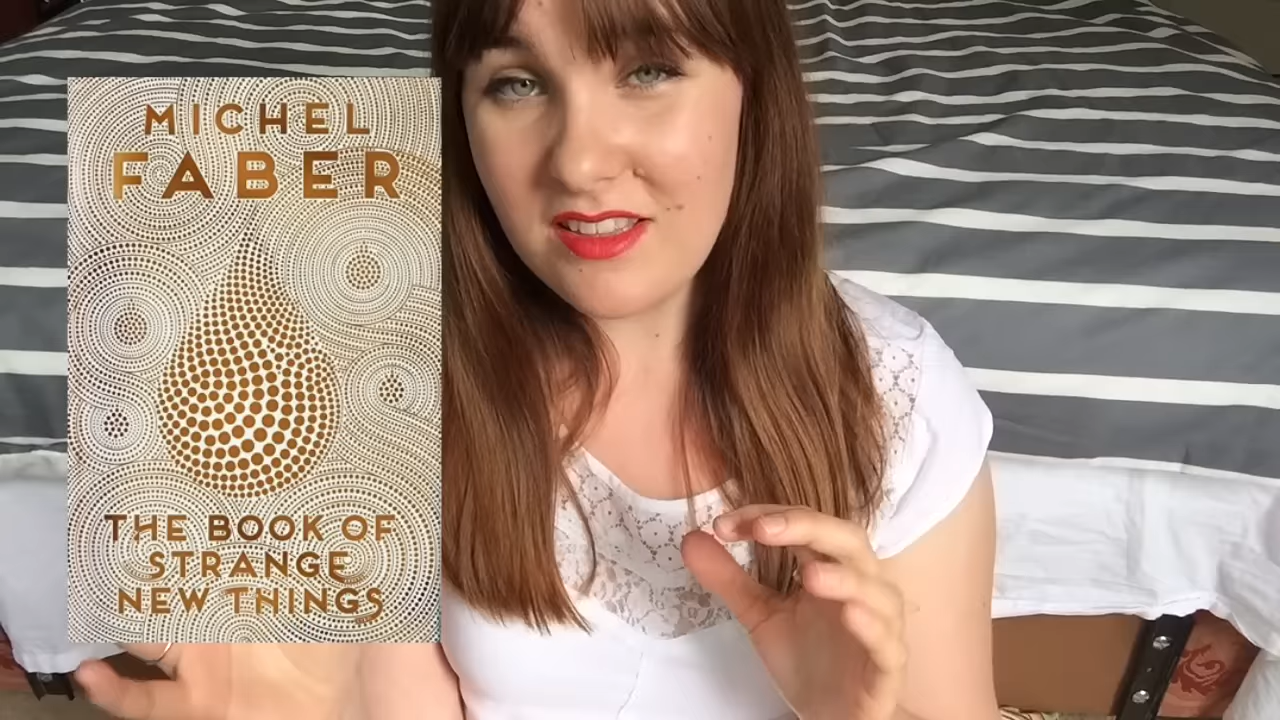 MICHEL
FABER
THE BOOK OF
STRANGE
NEW THINGS